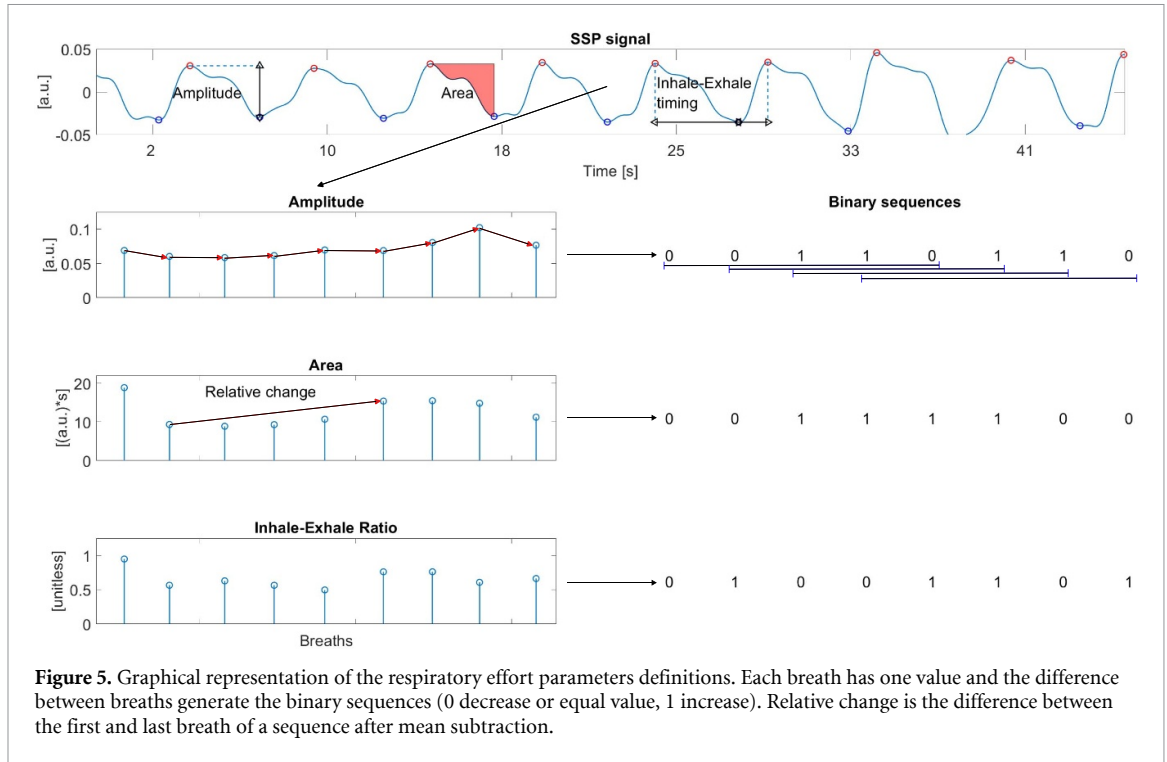 SSP signal
0.05
0
-0.05
[a.u.]
Amplitude
Area
Inhale-Exhale
timing
2 10 18 25 33 41
Time [s]
Amplitude
0.1
0.05
0
[a.u.]
Binary sequences
0 0 1 1 0 1 1 0
Area
20
10
0
[(a.u.)*s]
Relative change
0 0 1 1 1 1 0 0
Inhale-Exhale Ratio
1
0.5
0
[unitless]
Breaths
0 1 0 0 1 1 0 1
Figure 5. Graphical representation of the respiratory effort parameters definitions. Each breath has one value and the difference
between breaths generate the binary sequences (0 decrease or equal value, 1 increase). Relative change is the difference between
the first and last breath of a sequence after mean subtraction.